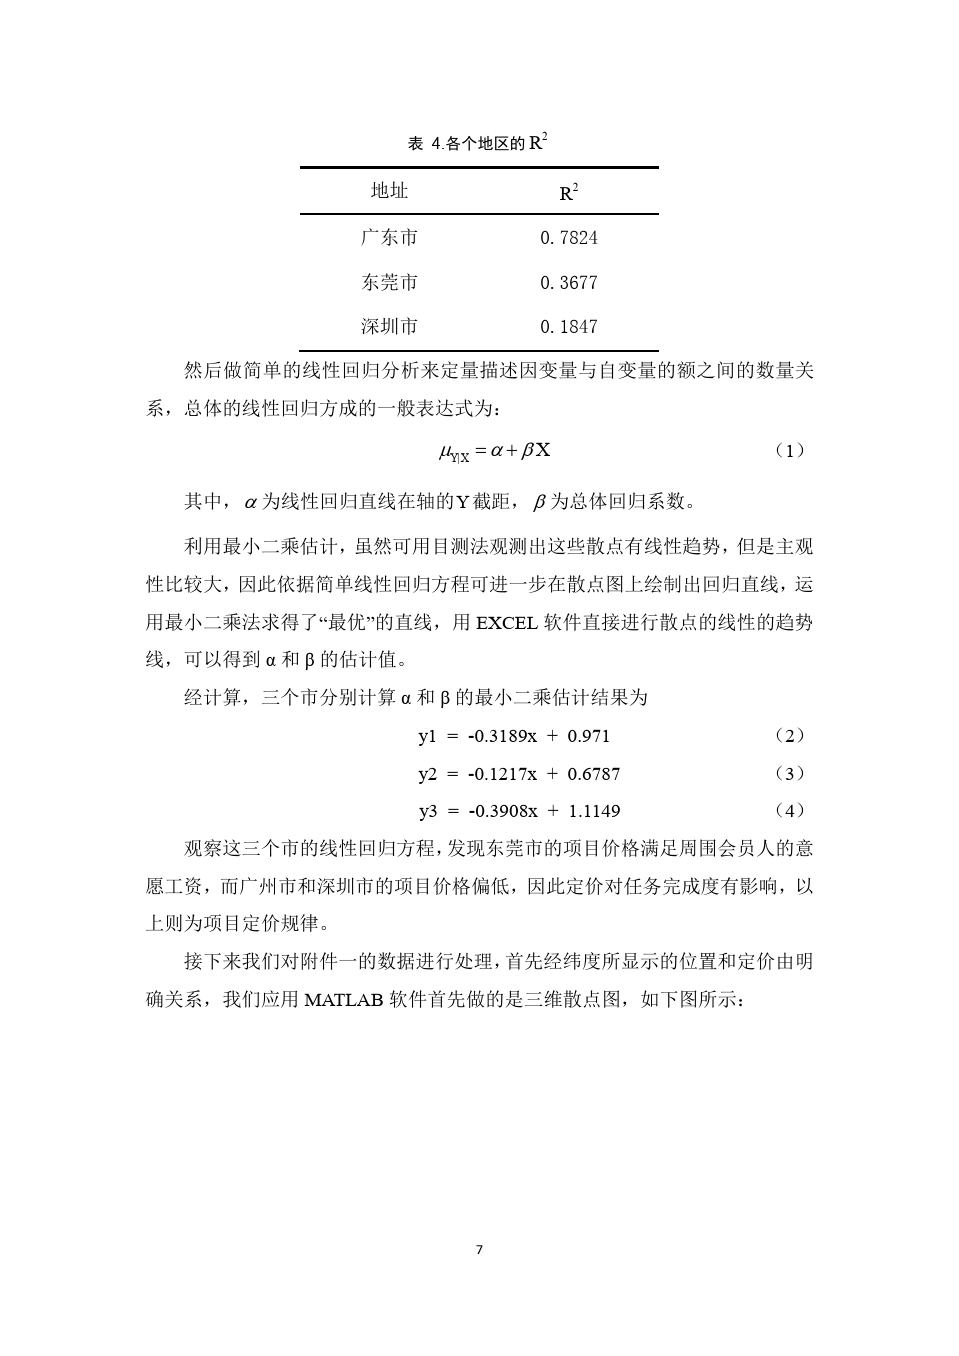 表 4.各个地区的 R²
地址 R²
广东市 0.7824
东莞市 0.3677
深圳市 0.1847
然后做简单的线性回归分析来定量描述因变量与自变量的额之间的数量关
系，总体的线性回归方成的一般表达式为：
μY|X = α + βX （1）
其中，α 为线性回归直线在轴的 Y 截距，β 为总体回归系数。
利用最小二乘估计，虽然可用目测法观测出这些散点有线性趋势，但是主观
性比较大，因此依据简单线性回归方程可进一步在散点图上绘制出回归直线，运
用最小二乘法求得了“最优”的直线，用 EXCEL 软件直接进行散点的线性的趋势
线，可以得到 α 和 β 的估计值。
经计算，三个市分别计算 α 和 β 的最小二乘估计结果为
y1 = -0.3189x + 0.971 （2）
y2 = -0.1217x + 0.6787 （3）
y3 = -0.3908x + 1.1149 （4）
观察这三个市的线性回归方程，发现东莞市的项目价格满足周围会员人的意
愿工资，而广州市和深圳市的项目价格偏低，因此定价对任务完成度有影响，以
上则为项目定价规律。
接下来我们对附件一的数据进行处理，首先经纬度所显示的位置和定价由明
确关系，我们应用 MATLAB 软件首先做的是三维散点图，如下图所示：
7